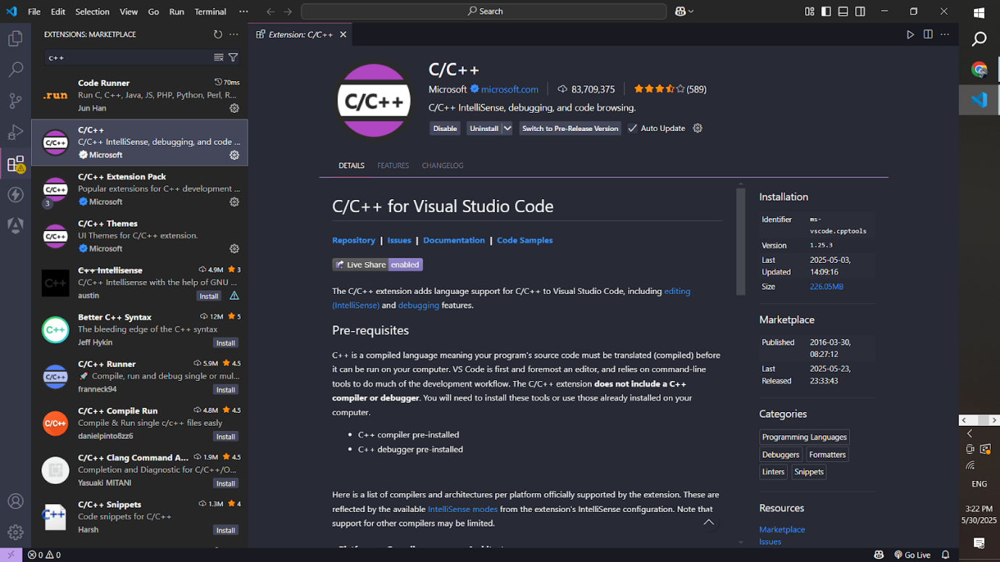 File Edit Selection View Go Run Terminal ··· Search
EXTENSIONS: MARKETPLACE
c++
Code Runner 70ms
Run C, C++, Java, JS, PHP, Python, Perl, R...
Jun Han
C/C++
C/C++
C/C++ IntelliSense, debugging, and code ...
Microsoft
C/C++
C/C++ Extension Pack
Popular extensions for C++ development ...
3
Microsoft
C/C++
C/C++ Themes
UI Themes for C/C++ extension.
Microsoft
C++
C++ Intellisense 4.9M 3
C/C++ Intellisense with the help of GNU ...
austin Install
C++
Better C++ Syntax 12M 5
The bleeding edge of the C++ syntax
Jeff Hykin Install
C/C++
C/C++ Runner 5.9M 4.5
🚀 Compile, run and debug single or mul...
franneck94 Install
C/C++
C/C++ Compile Run 4.8M 4.5
Compile & Run single c/c++ files easly
danielpinto8zz6 Install
C/C++ Clang Command A... 1.9M 4.5
Completion and Diagnostic for C/C++/O...
Yasuaki MITANI Install
C++
C/C++ Snippets 1.3M 4
Code snippets for C/C++
Harsh Install
.run
Extension: C/C++
C/C++
C/C++
Microsoft microsoft.com 83,709,375 (589)
C/C++ IntelliSense, debugging, and code browsing.
Disable Uninstall Switch to Pre-Release Version Auto Update
DETAILS FEATURES CHANGELOG
C/C++ for Visual Studio Code
Repository | Issues | Documentation | Code Samples
Live Share enabled
The C/C++ extension adds language support for C/C++ to Visual Studio Code, including editing
(IntelliSense) and debugging features.
Pre-requisites
C++ is a compiled language meaning your program's source code must be translated (compiled) before
it can be run on your computer. VS Code is first and foremost an editor, and relies on command-line
tools to do much of the development workflow. The C/C++ extension does not include a C++
compiler or debugger. You will need to install these tools or use those already installed on your
computer.
• C++ compiler pre-installed
• C++ debugger pre-installed
Here is a list of compilers and architectures per platform officially supported by the extension. These are
reflected by the available IntelliSense modes from the extension's IntelliSense configuration. Note that
support for other compilers may be limited.
Installation
Identifier ms-
vscode.cpptools
Version 1.25.3
Last 2025-05-03,
Updated 14:09:16
Size 226.05MB
Marketplace
Published 2016-03-30,
08:27:12
Last 2025-05-23,
Released 23:33:43
Categories
Programming Languages
Debuggers Formatters
Linters Snippets
Resources
Marketplace
Issues
0 0 Go Live
ENG
3:22 PM
5/30/2025